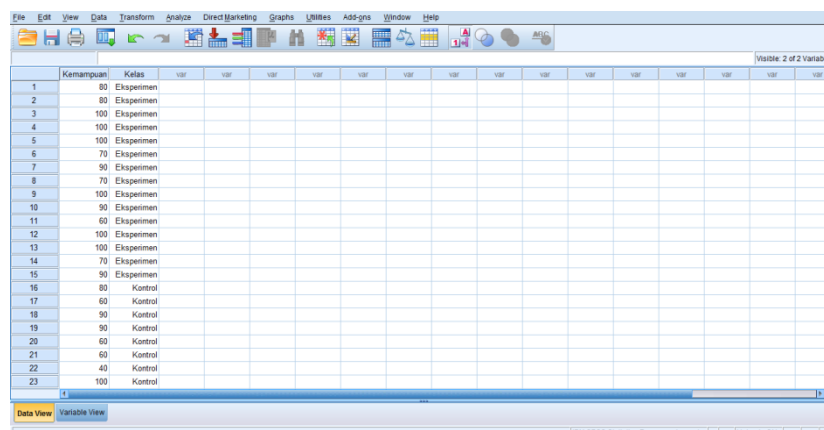 File Edit View Data Transform Analyze Direct Marketing Graphs Utilities Add-ons Window Help
Visible: 2 of 2 Variab
Kemampuan Kelas var var var var var var var var var var var var var var
1 80 Eksperimen
2 80 Eksperimen
3 100 Eksperimen
4 100 Eksperimen
5 100 Eksperimen
6 70 Eksperimen
7 90 Eksperimen
8 70 Eksperimen
9 100 Eksperimen
10 90 Eksperimen
11 60 Eksperimen
12 100 Eksperimen
13 100 Eksperimen
14 70 Eksperimen
15 90 Eksperimen
16 80 Kontrol
17 60 Kontrol
18 90 Kontrol
19 90 Kontrol
20 60 Kontrol
21 60 Kontrol
22 40 Kontrol
23 100 Kontrol
Data View Variable View